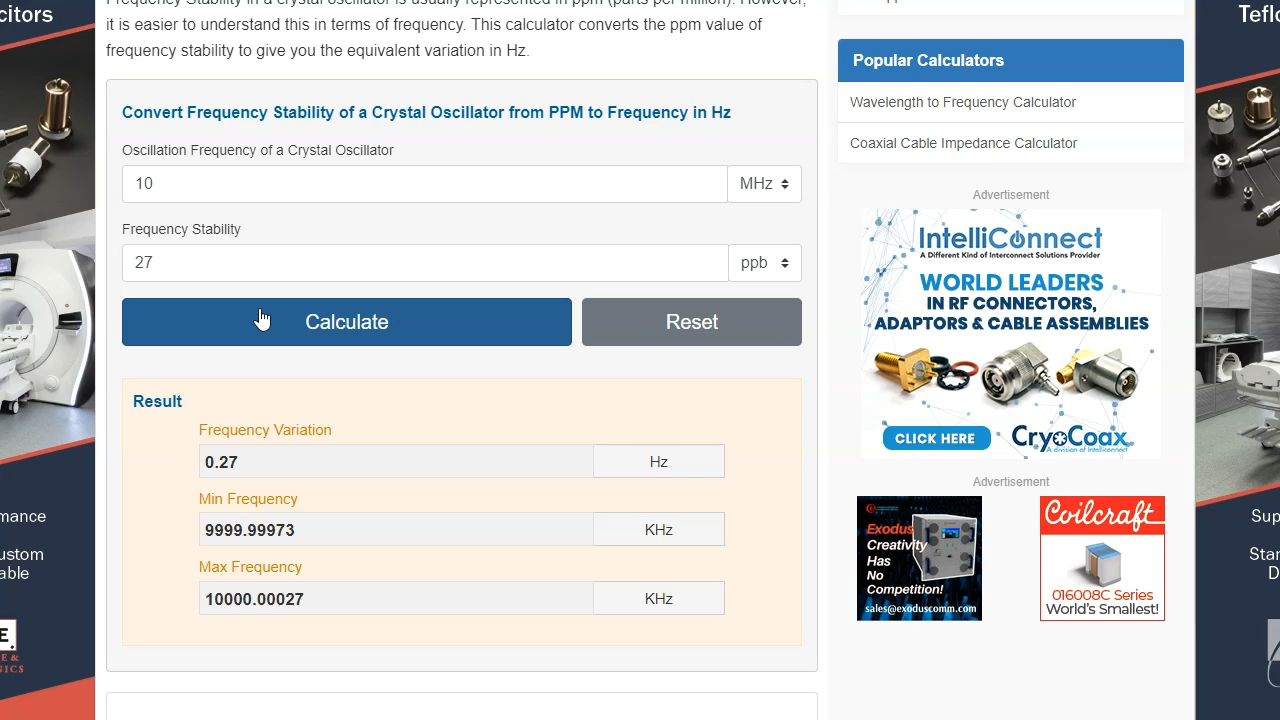 citors
Frequency Stability in a Crystal oscillator is usually represented in ppm (parts per million). However,
it is easier to understand this in terms of frequency. This calculator converts the ppm value of
frequency stability to give you the equivalent variation in Hz.
Convert Frequency Stability of a Crystal Oscillator from PPM to Frequency in Hz
Oscillation Frequency of a Crystal Oscillator
10
MHz
Frequency Stability
27
ppb
Calculate
Reset
Result
Frequency Variation
0.27
Hz
Min Frequency
9999.99973
KHz
Max Frequency
10000.00027
KHz
mance
ustom
able
E.
E &
NICS
Popular Calculators
Wavelength to Frequency Calculator
Coaxial Cable Impedance Calculator
Advertisement
IntelliConnect
A Different Kind of Interconnect Solutions Provider
WORLD LEADERS
IN RF CONNECTORS,
ADAPTORS & CABLE ASSEMBLIES
CLICK HERE
CryoCoax
A division of Intelliconnect
Advertisement
Exodus
Creativity
Has
No
Competition!
sales@exoduscomm.com
Coilcraft
016008C Series
World's Smallest!
Teflo
Sup
Star
D